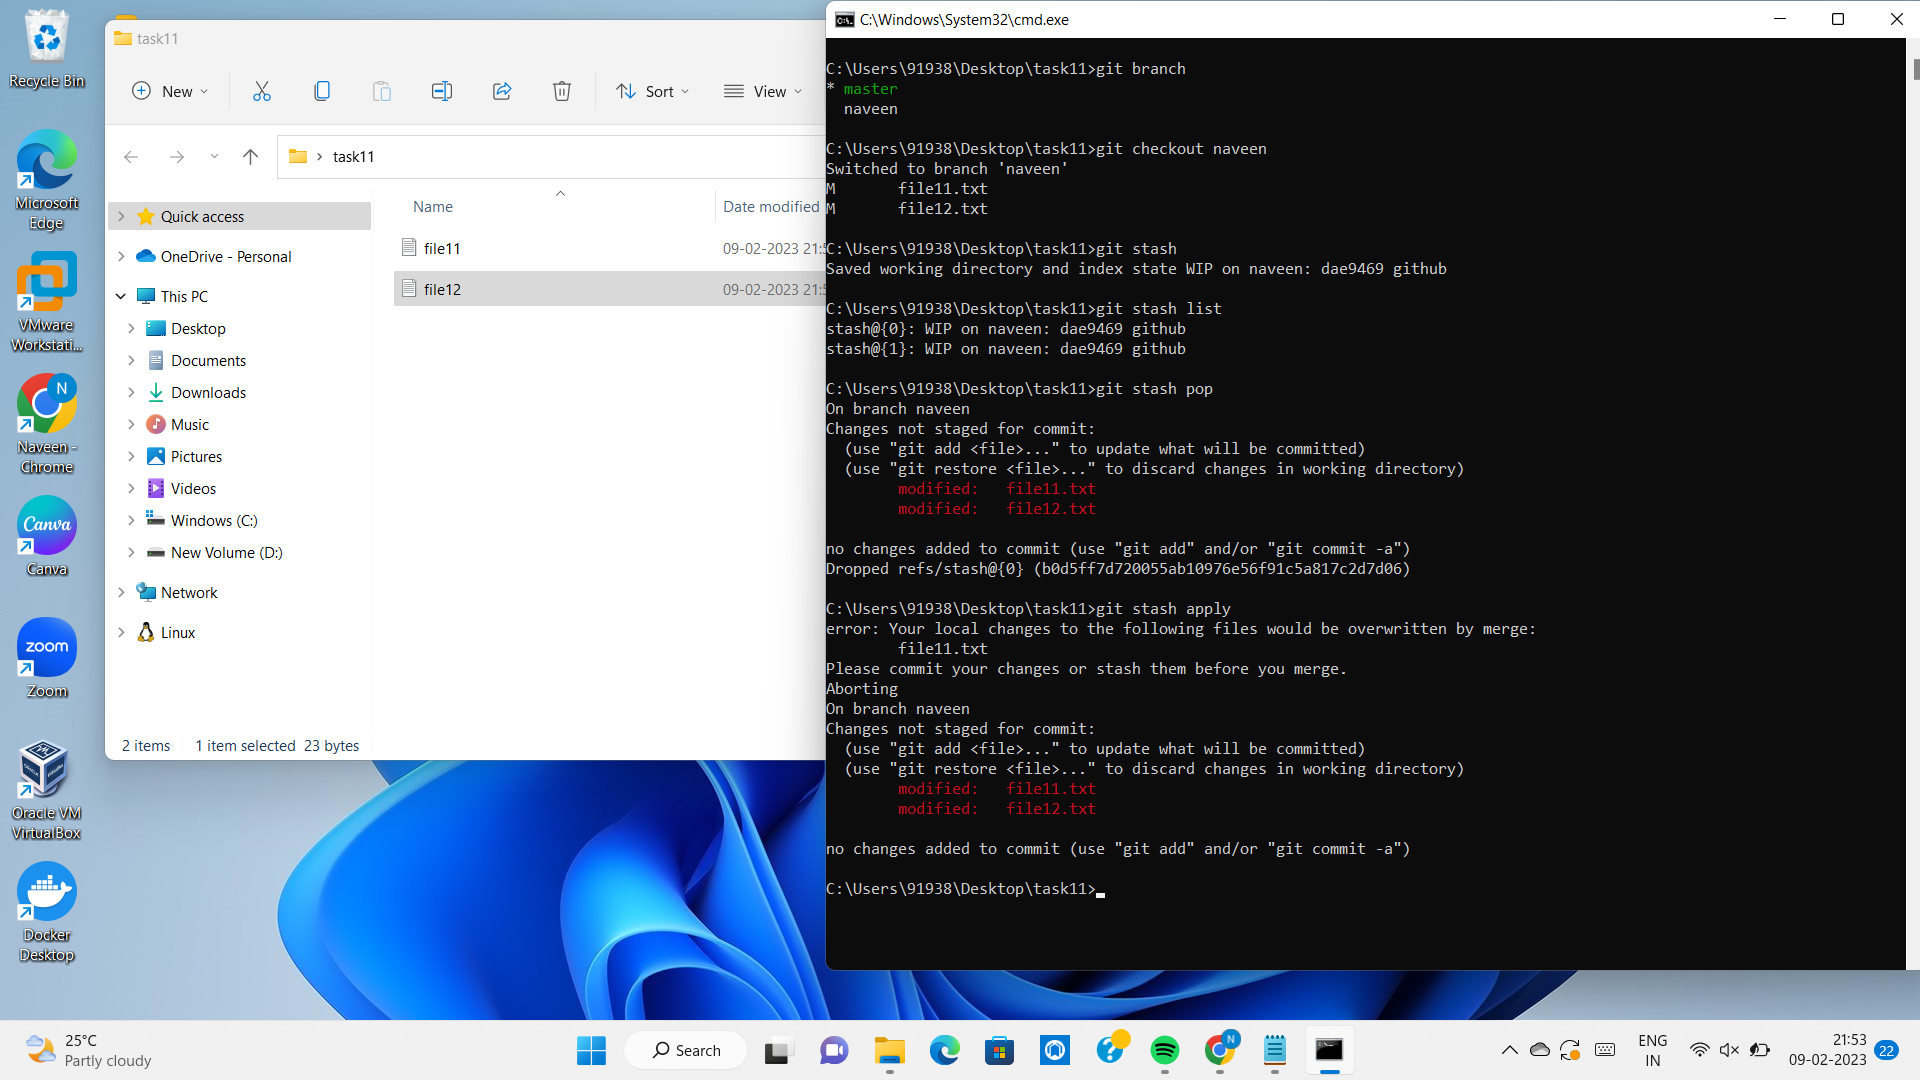 Recycle Bin
Microsoft
Edge
VMware
Workstati...
N
Naveen -
Chrome
Canva
Canva
zoom
Zoom
Oracle VM
VirtualBox
Docker
Desktop
task11
New
Sort
View
task11
Name
Date modified
file11
09-02-2023 21:5
file12
09-02-2023 21:5
Quick access
OneDrive - Personal
This PC
Desktop
Documents
Downloads
Music
Pictures
Videos
Windows (C:)
New Volume (D:)
Network
Linux
2 items
1 item selected 23 bytes
C:\Windows\System32\cmd.exe
C:\Users\91938\Desktop\task11>git branch
* master
naveen
C:\Users\91938\Desktop\task11>git checkout naveen
Switched to branch 'naveen'
M file11.txt
M file12.txt
C:\Users\91938\Desktop\task11>git stash
Saved working directory and index state WIP on naveen: dae9469 github
C:\Users\91938\Desktop\task11>git stash list
stash@{0}: WIP on naveen: dae9469 github
stash@{1}: WIP on naveen: dae9469 github
C:\Users\91938\Desktop\task11>git stash pop
On branch naveen
Changes not staged for commit:
(use "git add <file>..." to update what will be committed)
(use "git restore <file>..." to discard changes in working directory)
modified: file11.txt
modified: file12.txt
no changes added to commit (use "git add" and/or "git commit -a")
Dropped refs/stash@{0} (b0d5ff7d720055ab10976e56f91c5a817c2d7d06)
C:\Users\91938\Desktop\task11>git stash apply
error: Your local changes to the following files would be overwritten by merge:
file11.txt
Please commit your changes or stash them before you merge.
Aborting
On branch naveen
Changes not staged for commit:
(use "git add <file>..." to update what will be committed)
(use "git restore <file>..." to discard changes in working directory)
modified: file11.txt
modified: file12.txt
no changes added to commit (use "git add" and/or "git commit -a")
C:\Users\91938\Desktop\task11>
25°C
Partly cloudy
Search
N
ENG
IN
21:53
09-02-2023
22